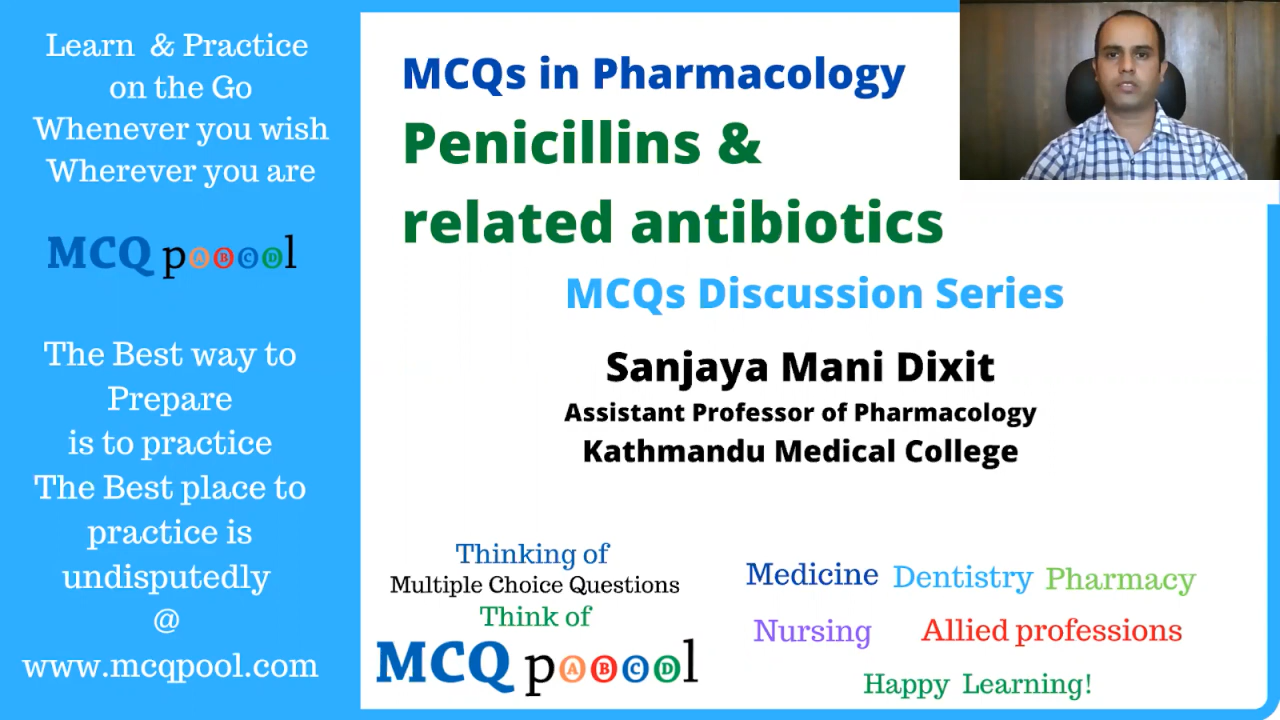 Learn & Practice
on the Go
Whenever you wish
Wherever you are
MCQ pABCDl
The Best way to
Prepare
is to practice
The Best place to
practice is
undisputedly
@
www.mcqpool.com
MCQs in Pharmacology
Penicillins &
related antibiotics
MCQs Discussion Series
Sanjaya Mani Dixit
Assistant Professor of Pharmacology
Kathmandu Medical College
Thinking of
Multiple Choice Questions
Think of
MCQ pABCDl
Medicine Dentistry Pharmacy
Nursing Allied professions
Happy Learning!